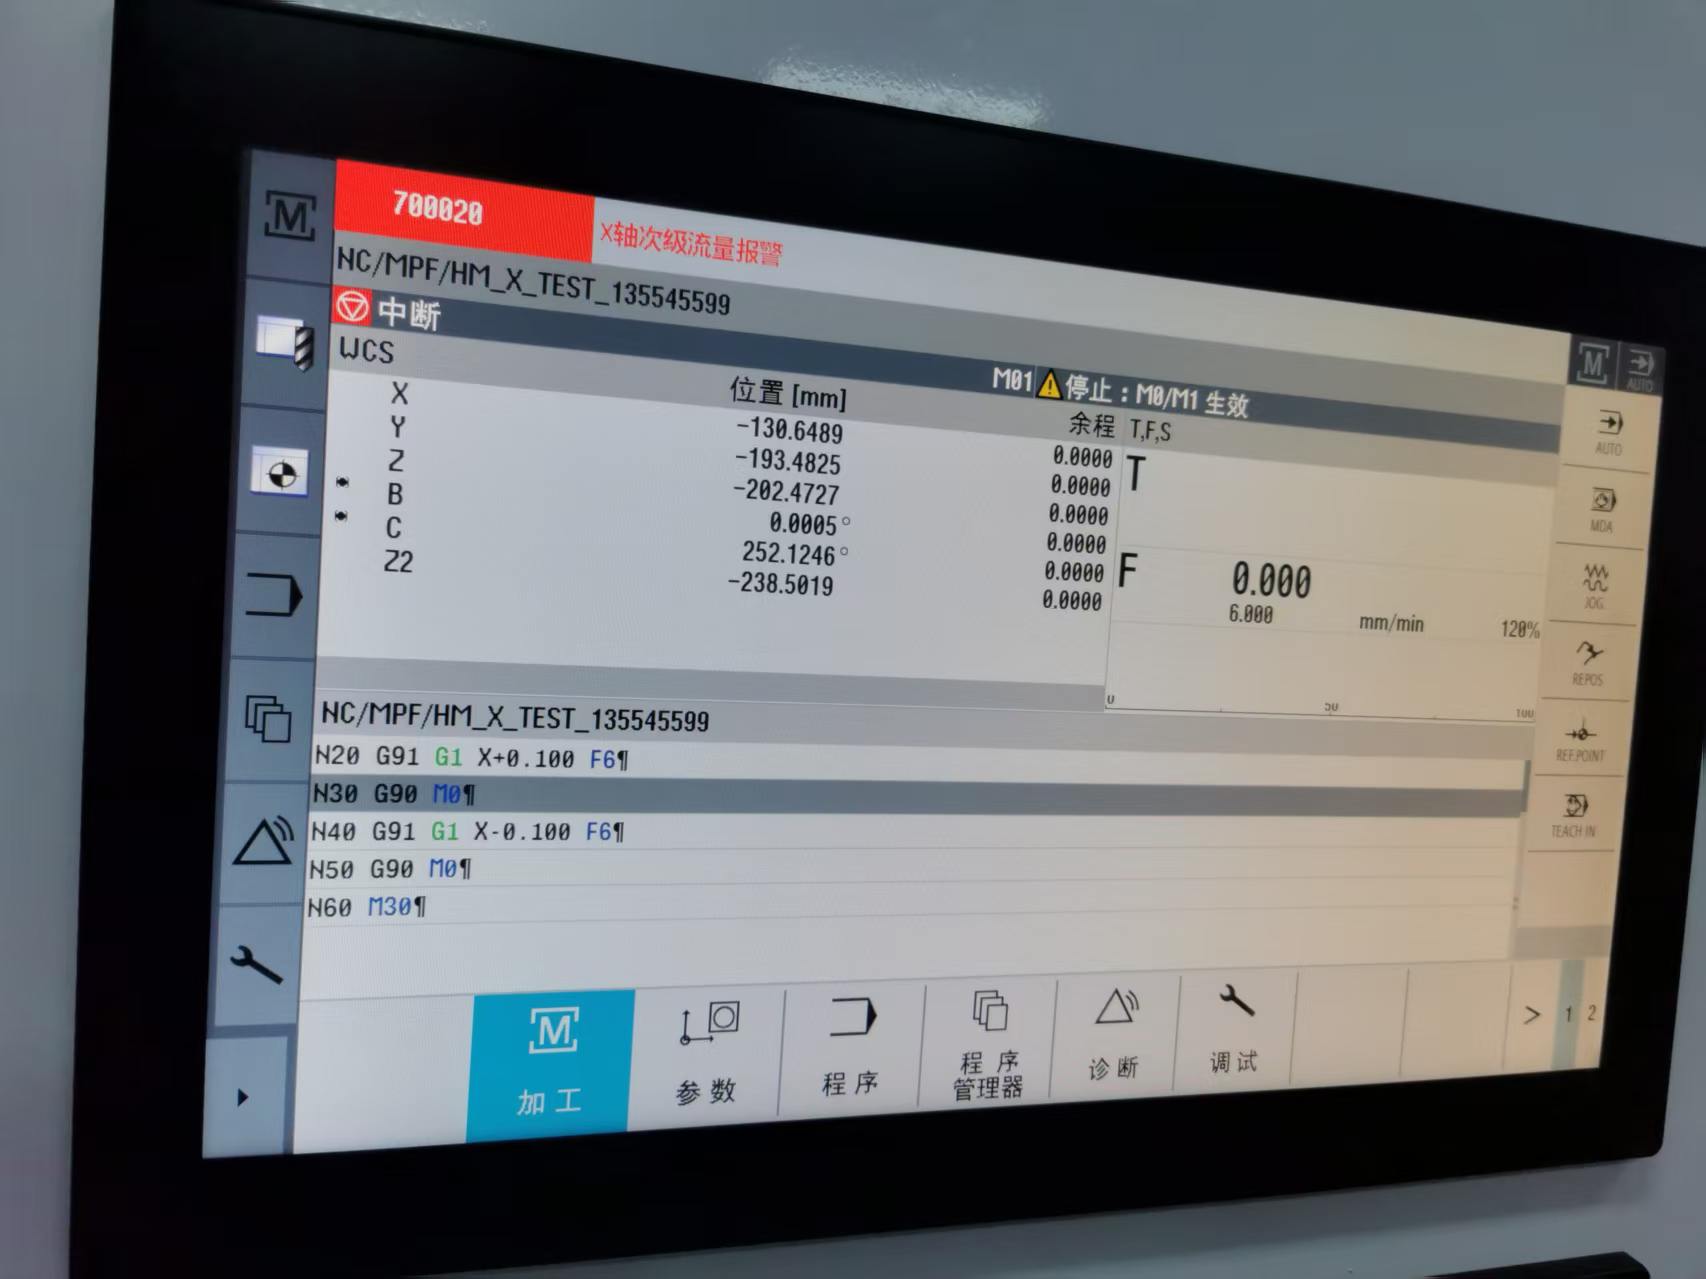 700020
X轴次级流量报警
NC/MPF/HM_X_TEST_135545599
中断
M01 停止：M0/M1 生效
AUTO
WCS 位置 [mm] 余程 T,F,S
X -130.6489 0.0000
Y -193.4825 0.0000
Z -202.4727 0.0000
B 0.0005° 0.0000
C 252.1246° 0.0000
Z2 -238.5019 0.0000
T
F 0.000
6.000 mm/min 120%
0 50 100
NC/MPF/HM_X_TEST_135545599
N20 G91 G1 X+0.100 F6¶
N30 G90 M0¶
N40 G91 G1 X-0.100 F6¶
N50 G90 M0¶
N60 M30¶
AUTO
MDA
JOG
REPOS
REF.POINT
TEACH IN
加工
参数
程序
程序
管理器
诊断
调试
> 1 2